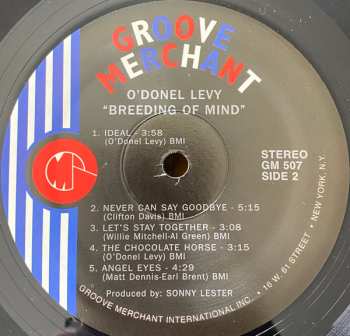 GROOVE
MERCHANT
O'DONEL LEVY
"BREEDING OF MIND"
1. IDEAL - 3:58
(O'Donel Levy) BMI
STEREO
GM 507
SIDE 2
2. NEVER CAN SAY GOODBYE - 5:15
(Clifton Davis) BMI
3. LET'S STAY TOGETHER - 3:08
(Willie Mitchell-Al Green) BMI
4. THE CHOCOLATE HORSE - 3:15
(O'Donel Levy) BMI
5. ANGEL EYES - 4:29
(Matt Dennis-Earl Brent) BMI
Produced by: SONNY LESTER
GROOVE MERCHANT INTERNATIONAL INC. • 16 W 61 STREET • NEW YORK, N.Y.